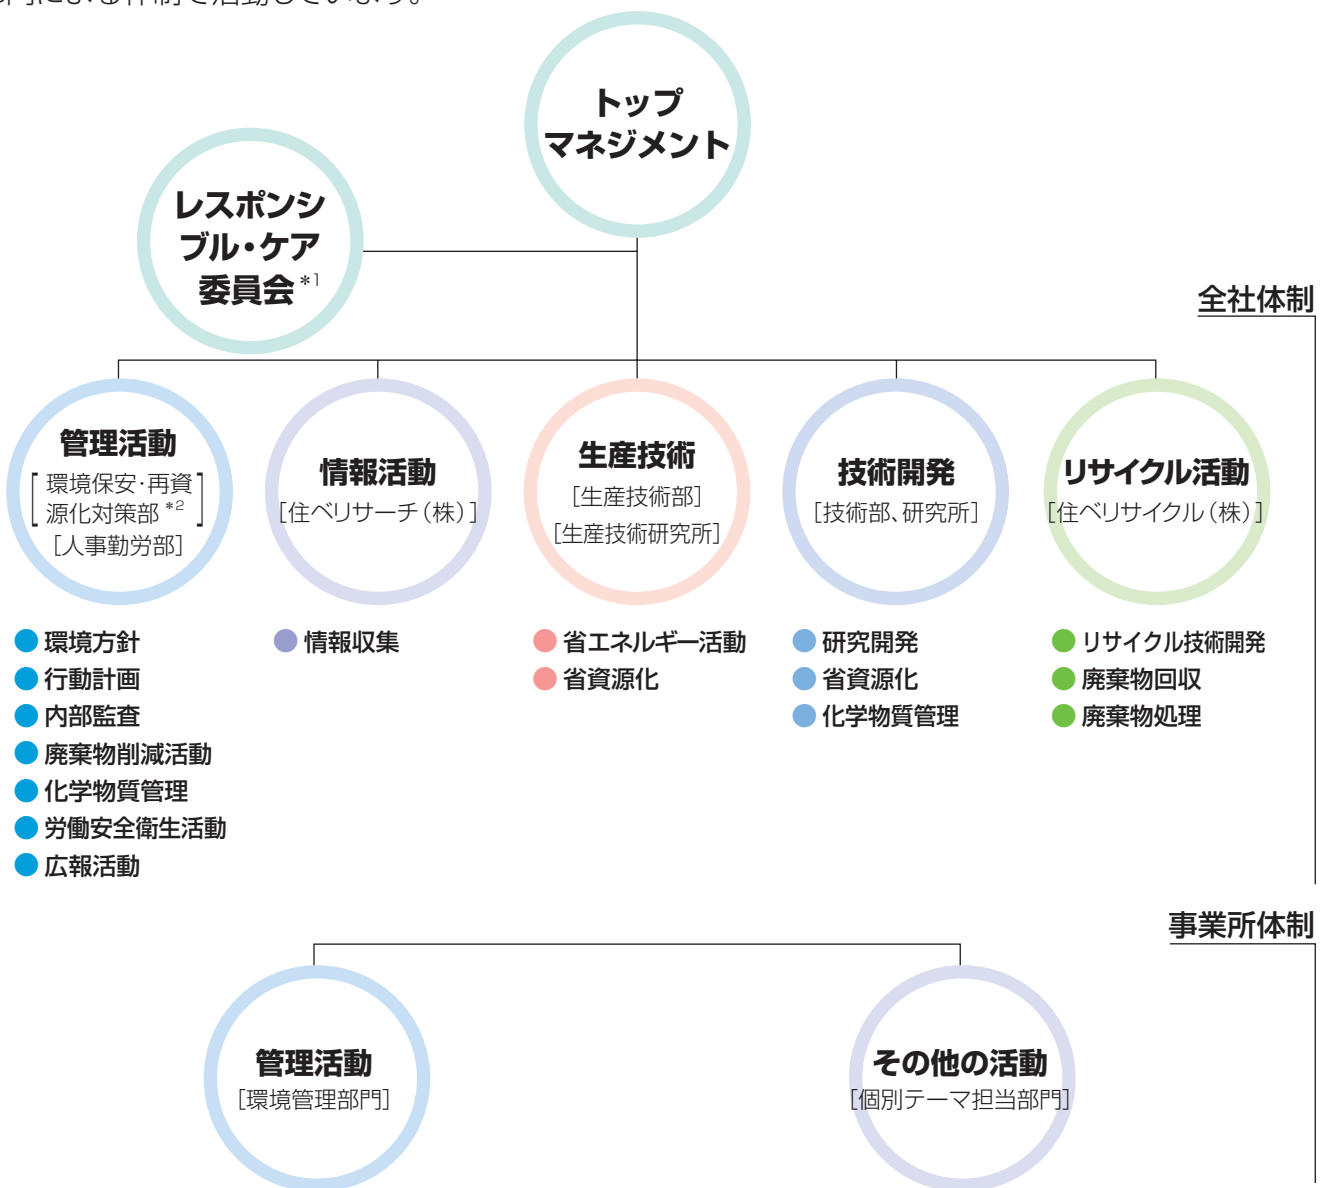 トップ
マネジメント
レスポンシ
ブル・ケア
委員会*1
全社体制
管理活動
[環境保安・再資
源化対策部*2]
[人事勤労部]
情報活動
[住ベリサーチ(株)]
生産技術
[生産技術部]
[生産技術研究所]
技術開発
[技術部、研究所]
リサイクル活動
[住ベリサイクル(株)]
●環境方針
●行動計画
●内部監査
●廃棄物削減活動
●化学物質管理
●労働安全衛生活動
●広報活動
●情報収集
●省エネルギー活動
●省資源化
●研究開発
●省資源化
●化学物質管理
●リサイクル技術開発
●廃棄物回収
●廃棄物処理
事業所体制
管理活動
[環境管理部門]
その他の活動
[個別テーマ担当部門]